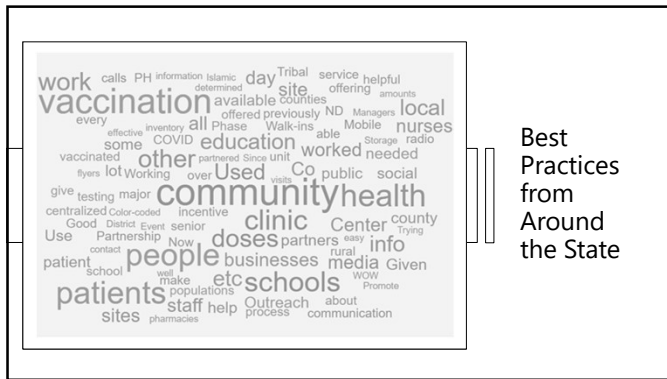 work calls PH information Islamic day Tribal service helpful
determined site offering amounts
vaccination available counties local
every offered previously ND Managers nurses
effective inventory all Phase Walk-ins able Mobile
some COVID education worked needed Storage radio
vaccinated other partnered Since unit
flyers lot Working over Used visits Co public social
give testing major community health
centralized Color-coded incentive clinic Center county
Good District Event senior Trying
Use Partnership Now doses partners easy info
contact people businesses rural media Given
patient school well make etc schools WOW
patients populations Promote
staff help Outreach about
sites pharmacies process communication
Best
Practices
from
Around
the State